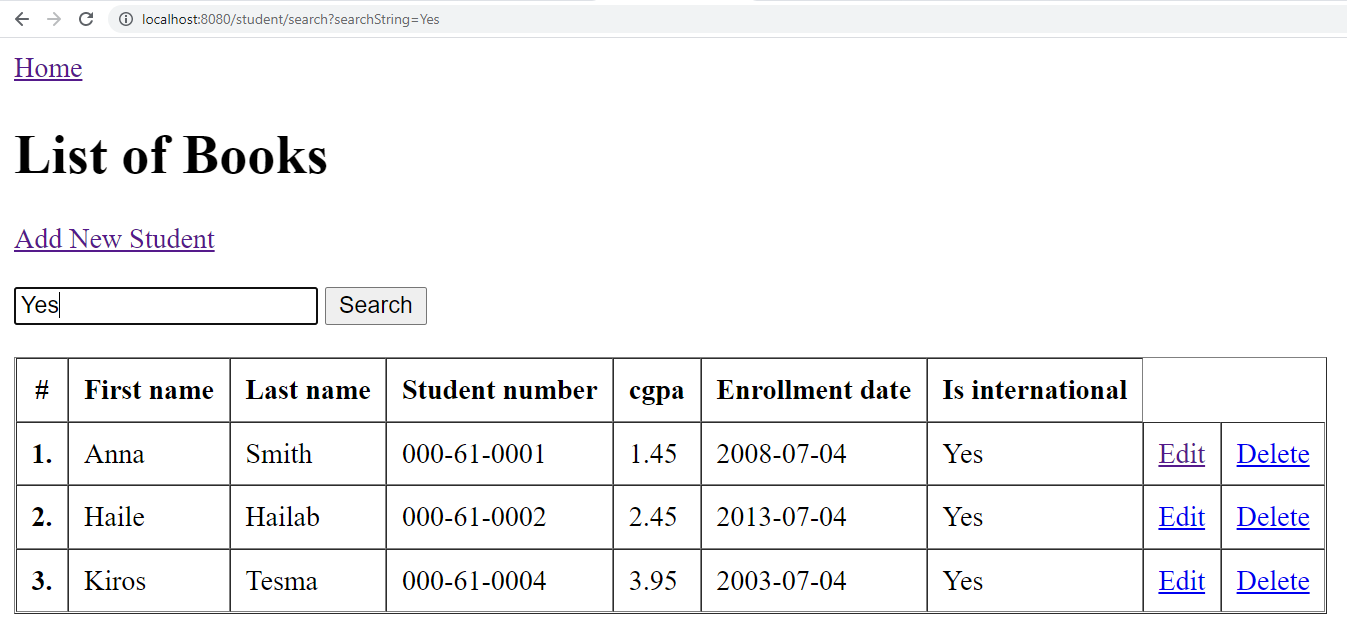 localhost:8080/student/search?searchString=Yes
Home
List of Books
Add New Student
Yes Search
# First name Last name Student number cgpa Enrollment date Is international
1. Anna Smith 000-61-0001 1.45 2008-07-04 Yes Edit Delete
2. Haile Hailab 000-61-0002 2.45 2013-07-04 Yes Edit Delete
3. Kiros Tesma 000-61-0004 3.95 2003-07-04 Yes Edit Delete